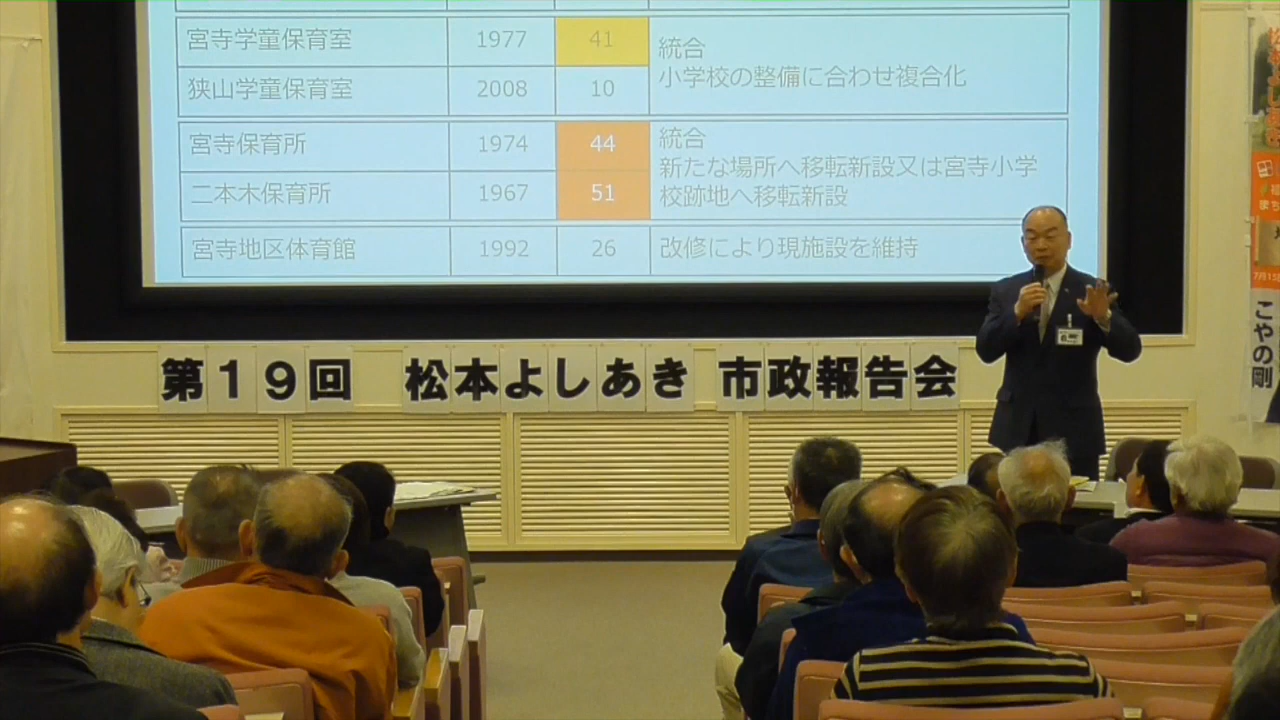 宮寺学童保育室 1977 41
狭山学童保育室 2008 10
統合
小学校の整備に合わせ複合化
宮寺保育所 1974 44
二本木保育所 1967 51
統合
新たな場所へ移転新設又は宮寺小学
校跡地へ移転新設
宮寺地区体育館 1992 26 改修により現施設を維持
第19回 松本よしあき 市政報告会
こやの剛